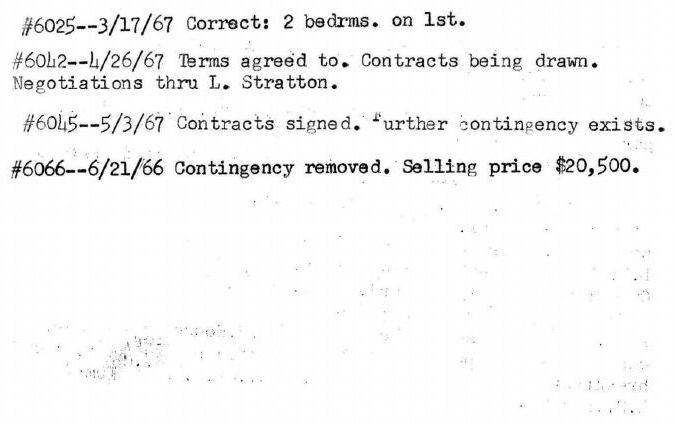 #6025--3/17/67 Correct: 2 bedrms. on 1st.
#6042--4/26/67 Terms agreed to. Contracts being drawn.
Negotiations thru L. Stratton.
#6045--5/3/67 Contracts signed. Further contingency exists.
#6066--6/21/66 Contingency removed. Selling price $20,500.